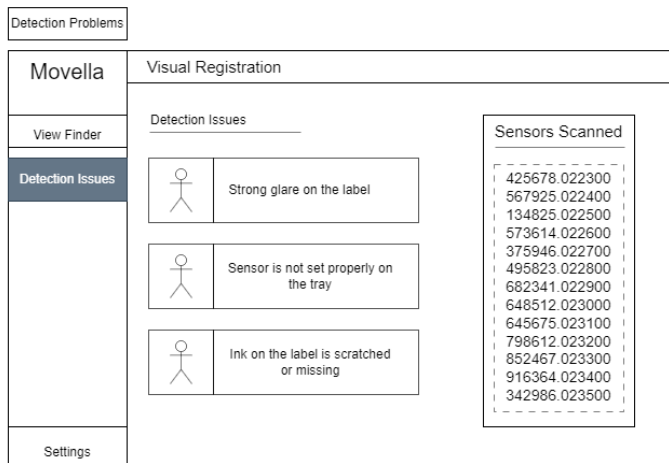 Detection Problems
Movella
Visual Registration
View Finder
Detection Issues
Settings
Detection Issues
Strong glare on the label
Sensor is not set properly on
the tray
Ink on the label is scratched
or missing
Sensors Scanned
425678.022300
567925.022400
134825.022500
573614.022600
375946.022700
495823.022800
682341.022900
648512.023000
645675.023100
798612.023200
852467.023300
916364.023400
342986.023500